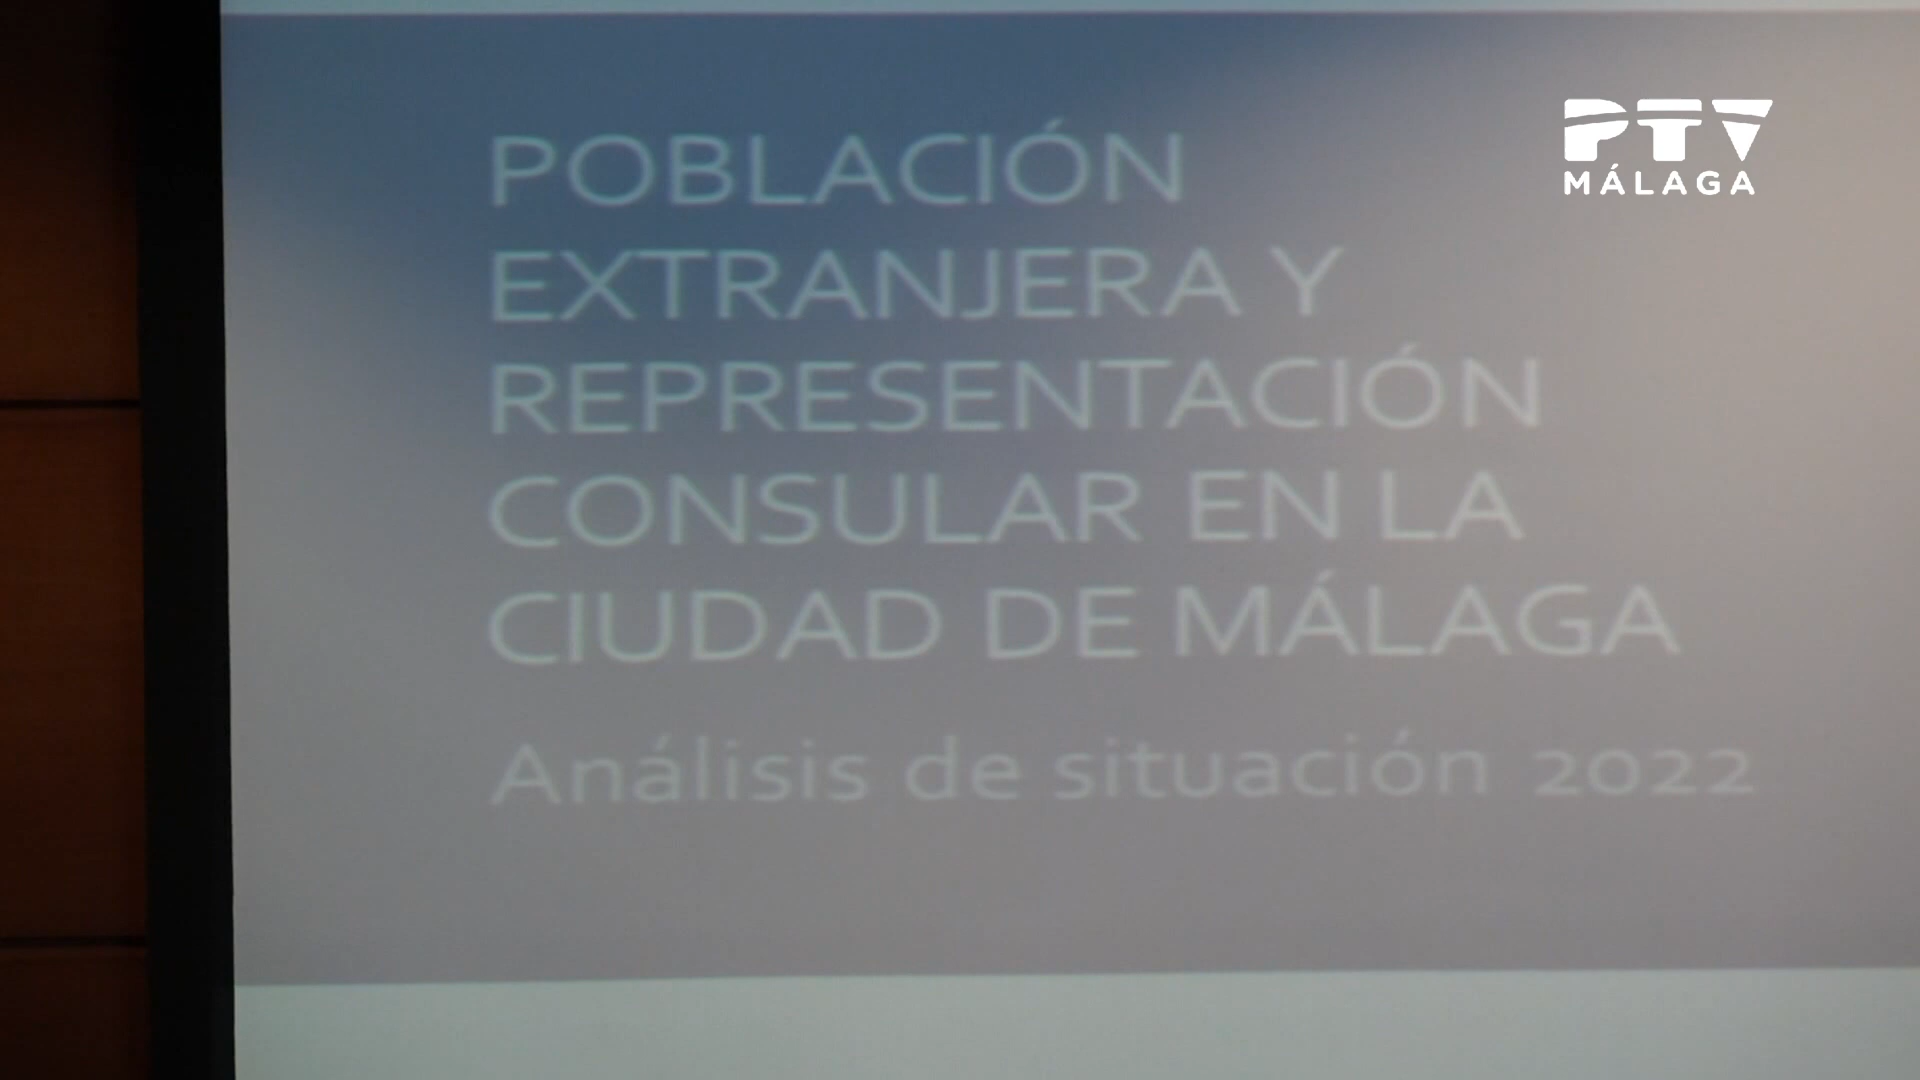 PTV
MÁLAGA
POBLACIÓN
EXTRANJERA Y
REPRESENTACIÓN
CONSULAR EN LA
CIUDAD DE MÁLAGA
Análisis de situación 2022